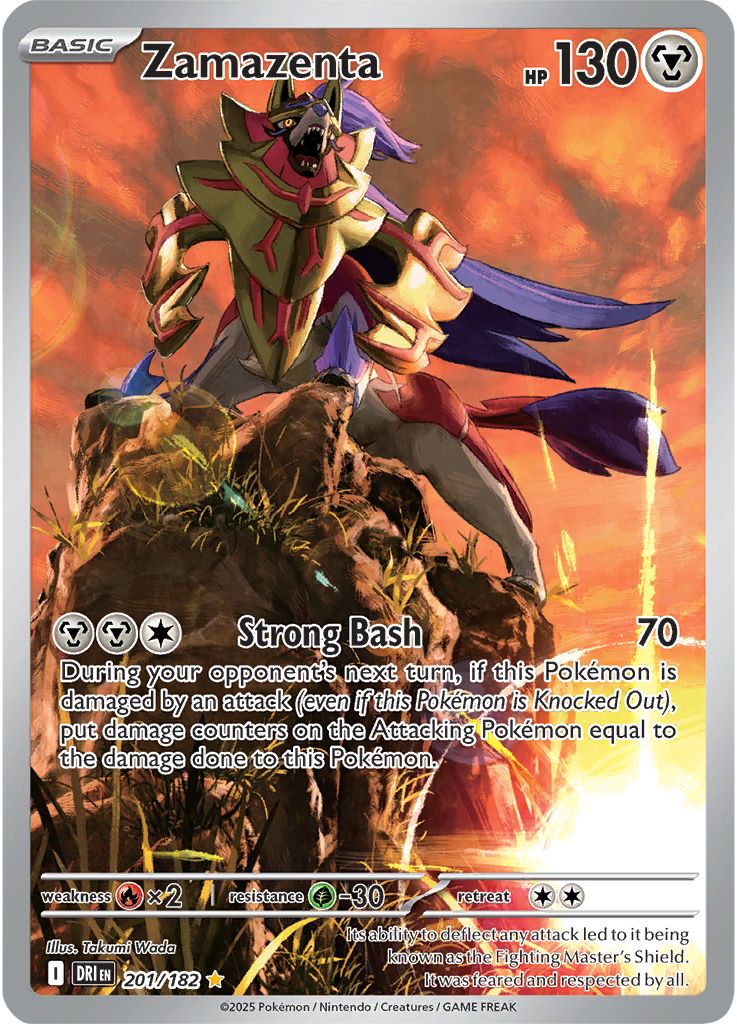 BASIC Zamazenta HP 130
Strong Bash 70
During your opponent's next turn, if this Pokémon is
damaged by an attack (even if this Pokémon is Knocked Out),
put damage counters on the Attacking Pokémon equal to
the damage done to this Pokémon.
weakness ×2 resistance -30 retreat
Illus. Takumi Wada
Its ability to deflect any attack led to it being
known as the Fighting Master's Shield.
It was feared and respected by all.
I DRI EN 201/182
©2025 Pokémon / Nintendo / Creatures / GAME FREAK